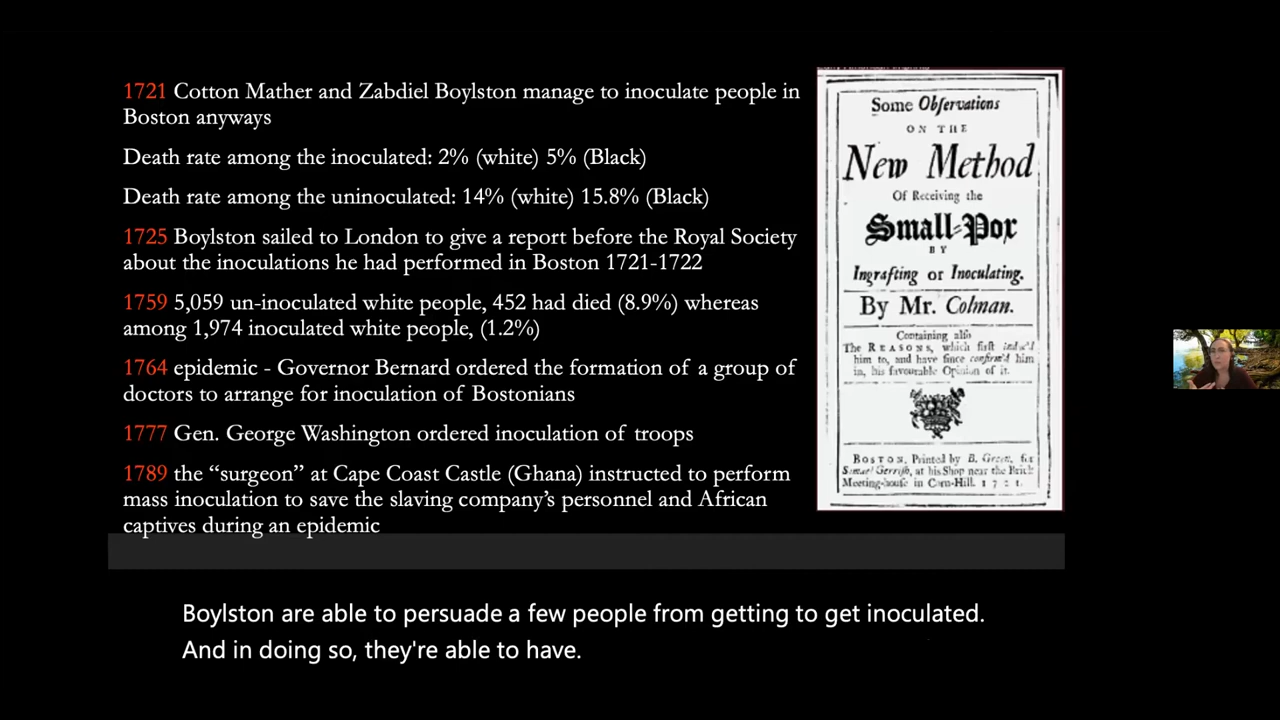 1721 Cotton Mather and Zabdiel Boylston manage to inoculate people in
Boston anyways
Death rate among the inoculated: 2% (white) 5% (Black)
Death rate among the uninoculated: 14% (white) 15.8% (Black)
1725 Boylston sailed to London to give a report before the Royal Society
about the inoculations he had performed in Boston 1721-1722
1759 5,059 un-inoculated white people, 452 had died (8.9%) whereas
among 1,974 inoculated white people, (1.2%)
1764 epidemic - Governor Bernard ordered the formation of a group of
doctors to arrange for inoculation of Bostonians
1777 Gen. George Washington ordered inoculation of troops
1789 the “surgeon” at Cape Coast Castle (Ghana) instructed to perform
mass inoculation to save the slaving company’s personnel and African
captives during an epidemic
Some Obſervations
ON THE
New Method
Of Receiving the
Small-Pox
BY
Ingrafting or Inoculating.
By Mr. Colman.
Containing alſo
The REASONS, which firſt induc'd
him to, and have ſince confirm'd him
in, his favourable Opinion of it.
BOSTON, Printed by B. Green, for
Samuel Gerriſh, at his Shop near the Brick
Meeting-houſe in Corn-Hill. 1721.
Boylston are able to persuade a few people from getting to get inoculated.
And in doing so, they're able to have.